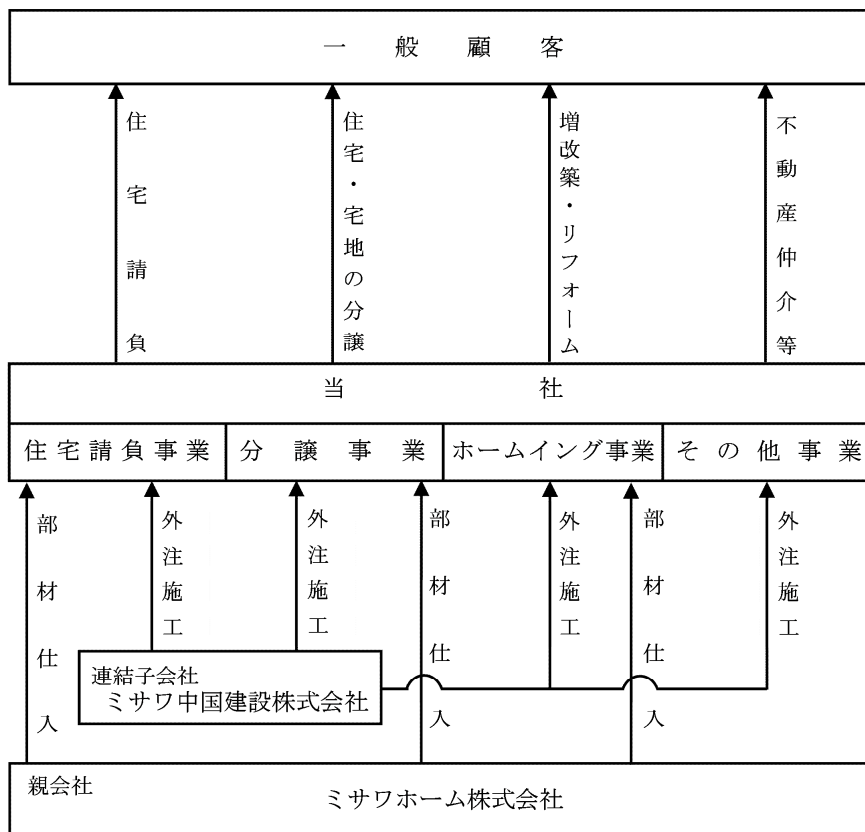 一般顧客
住宅請負
住宅・宅地の分譲
増改築・リフォーム
不動産仲介等
当社
住宅請負事業
分譲事業
ホームイング事業
その他事業
部材仕入
外注施工
外注施工
部材仕入
外注施工
部材仕入
外注施工
連結子会社
ミサワ中国建設株式会社
親会社
ミサワホーム株式会社